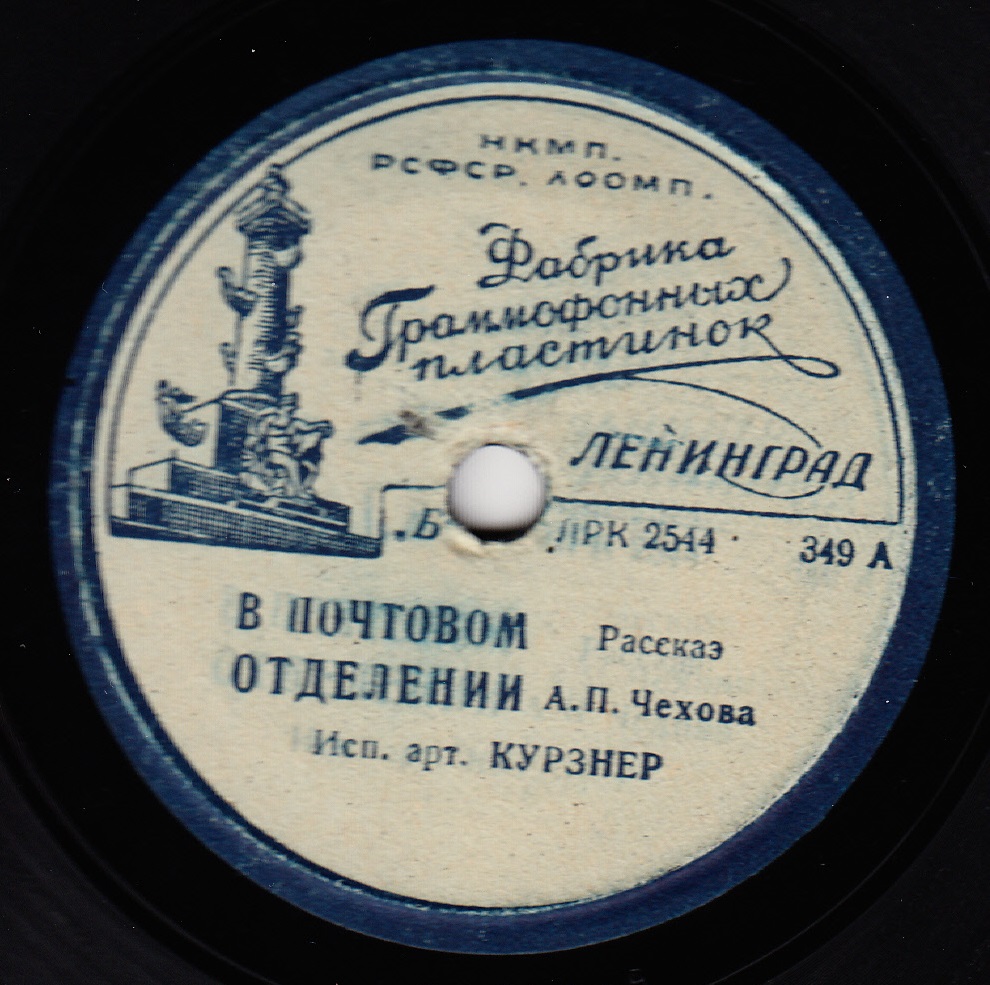 НКМП.
РСФСР. ЛООМП.
Фабрика
Граммофонных
пластинок
ЛЕНИНГРАД
.Б ЛРК 2544 349 А
В ПОЧТОВОМ Рассказ
ОТДЕЛЕНИИ А.П. Чехова
Исп. арт. КУРЗНЕР